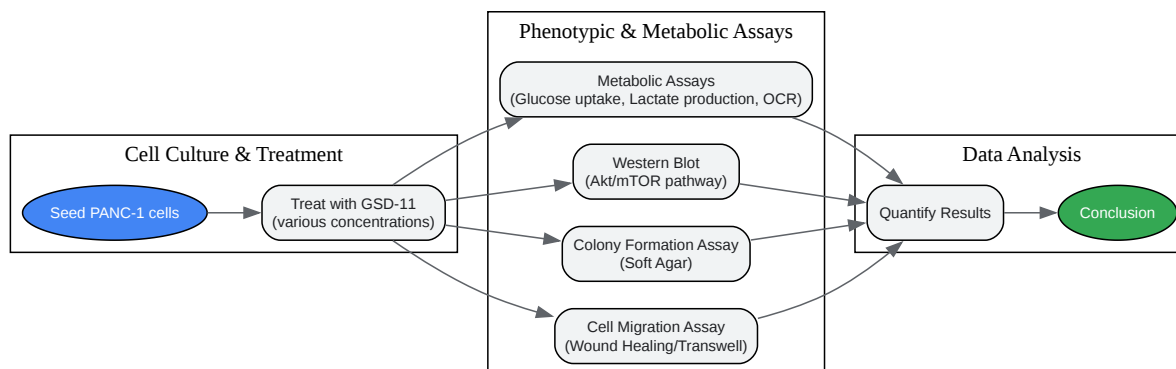 Cell Culture & Treatment
Seed PANC-1 cells
Treat with GSD-11
(various concentrations)
Phenotypic & Metabolic Assays
Metabolic Assays
(Glucose uptake, Lactate production, OCR)
Western Blot
(Akt/mTOR pathway)
Colony Formation Assay
(Soft Agar)
Cell Migration Assay
(Wound Healing/Transwell)
Data Analysis
Quantify Results
Conclusion